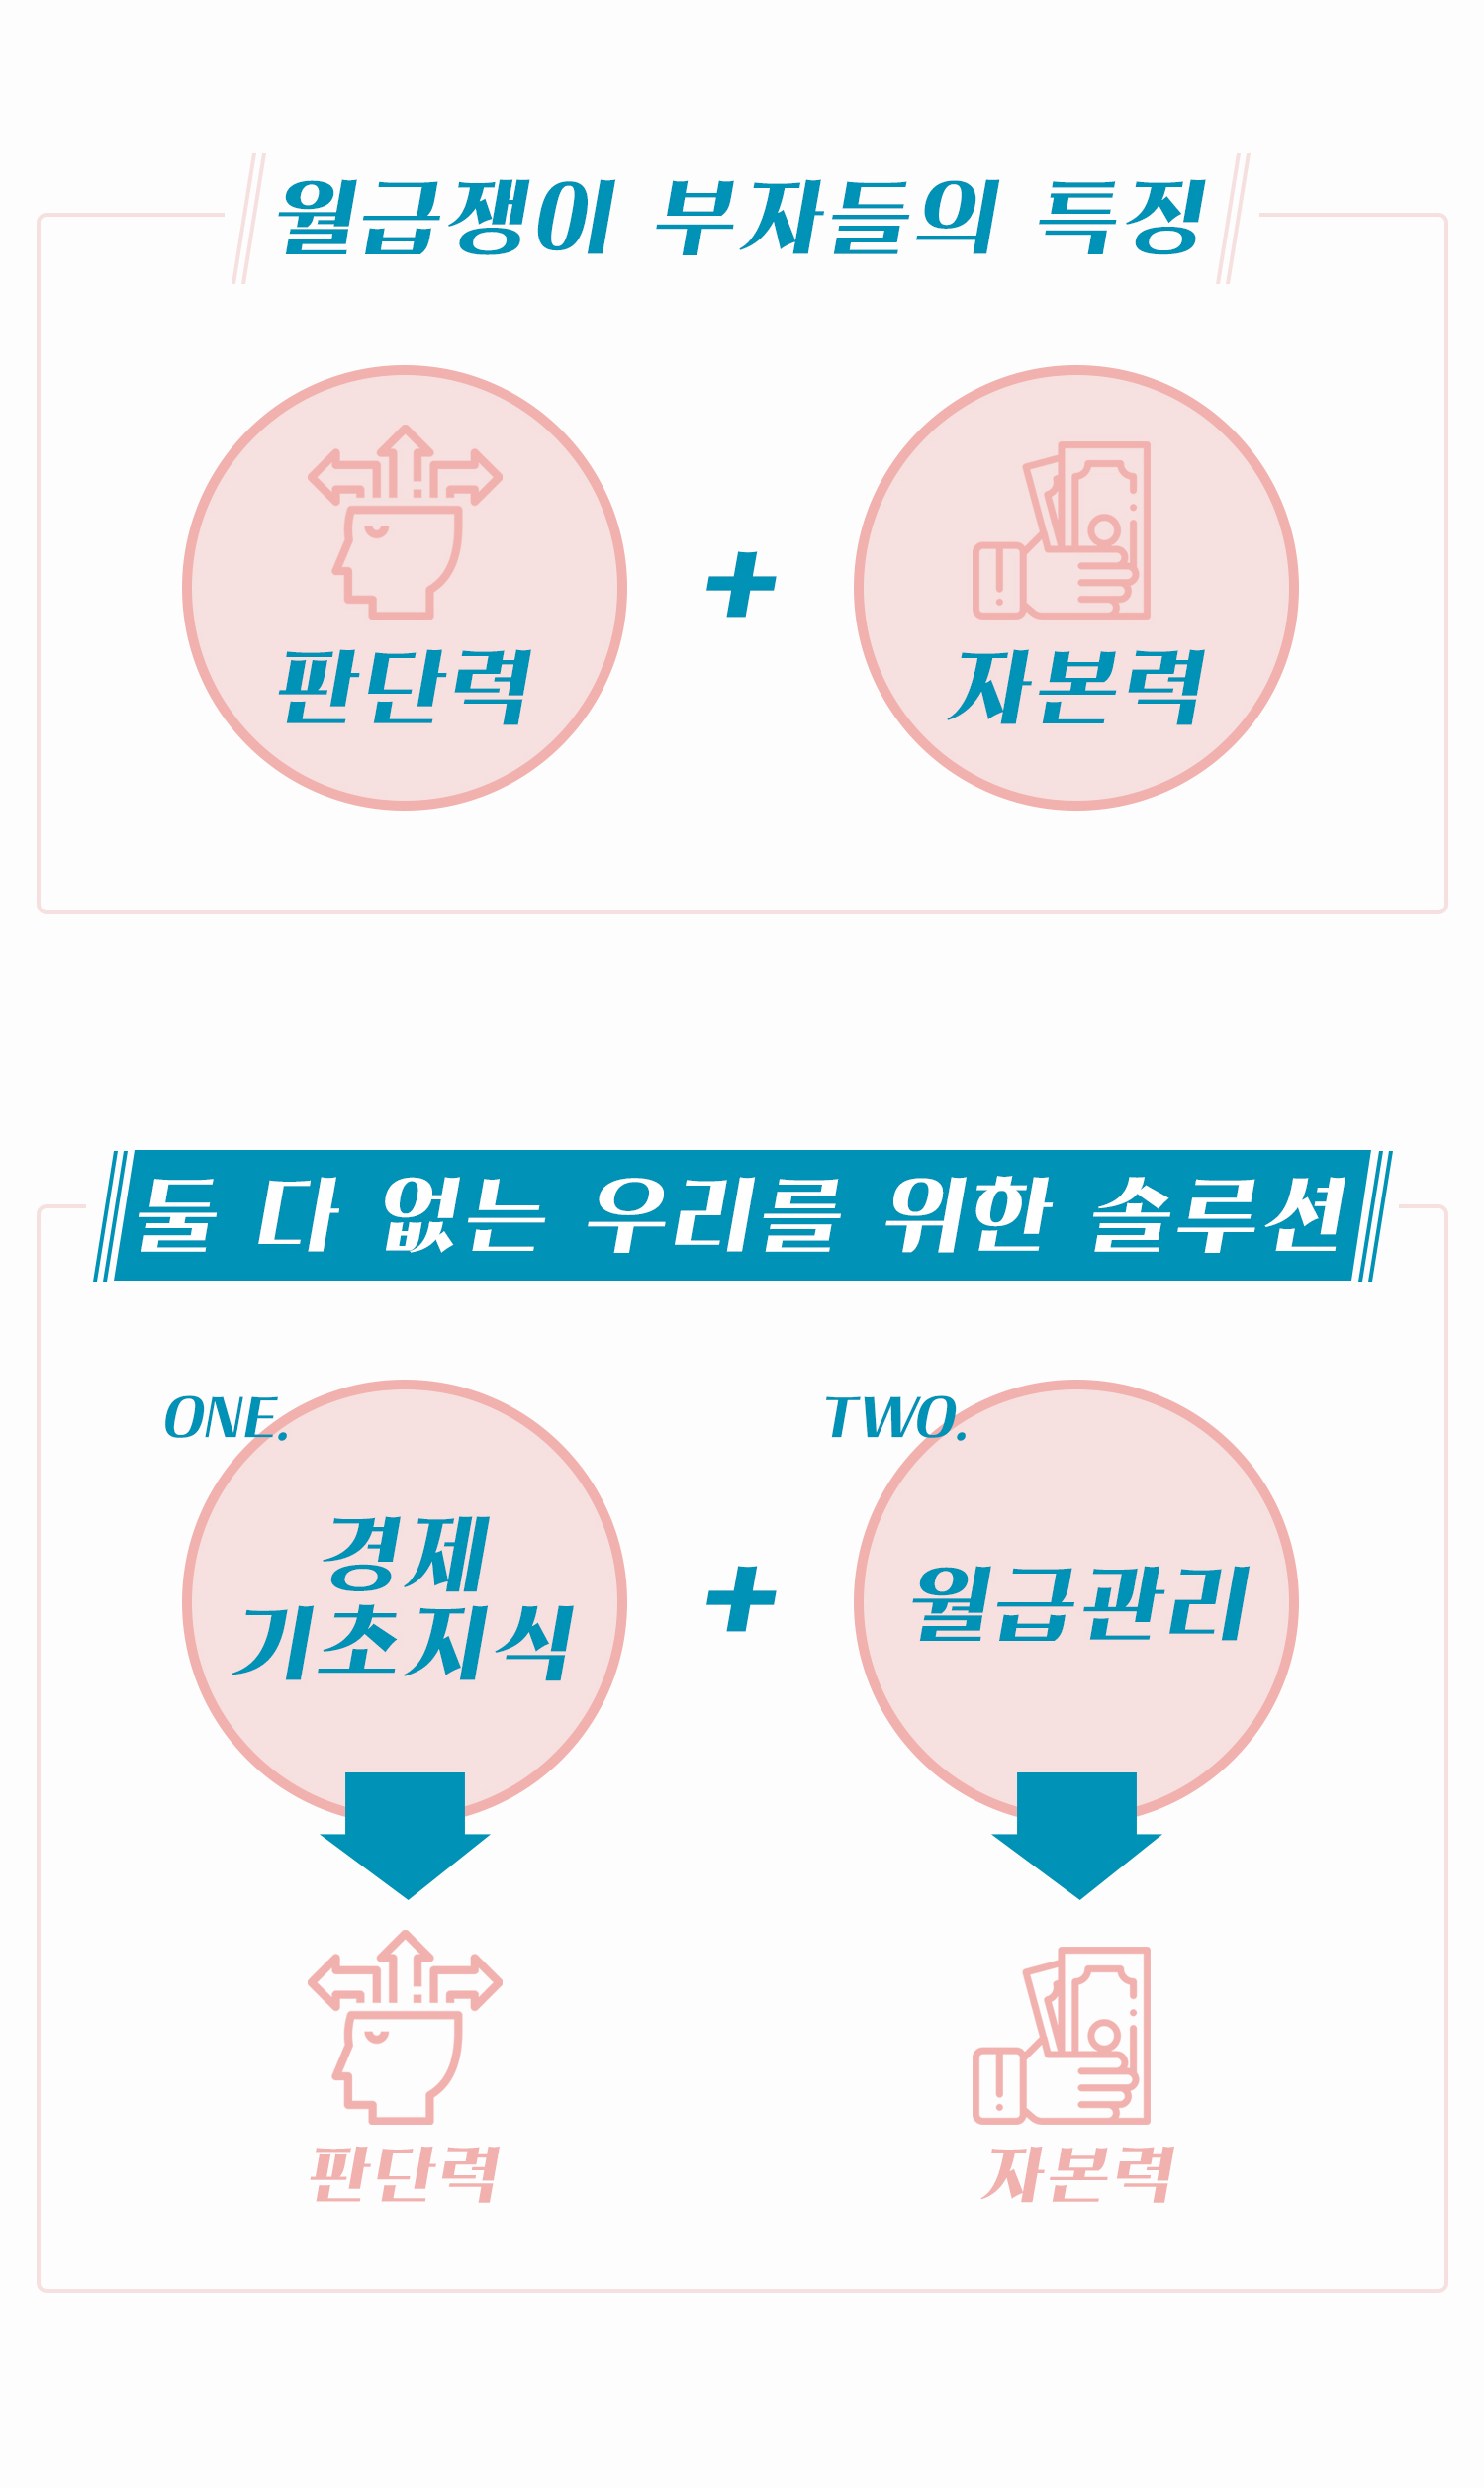 월급쟁이 부자들의 특징
판단력
+
자본력
둘 다 없는 우리를 위한 솔루션
ONE.
경제
기초지식
+
TWO.
월급관리
판단력
자본력